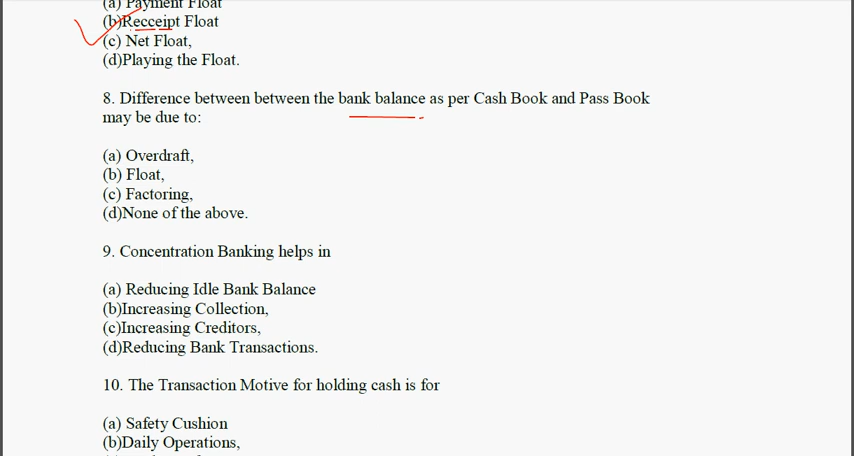 (a) Payment Float
(b)Recceipt Float
(c) Net Float,
(d)Playing the Float.
8. Difference between between the bank balance as per Cash Book and Pass Book
may be due to:
(a) Overdraft,
(b) Float,
(c) Factoring,
(d)None of the above.
9. Concentration Banking helps in
(a) Reducing Idle Bank Balance
(b)Increasing Collection,
(c)Increasing Creditors,
(d)Reducing Bank Transactions.
10. The Transaction Motive for holding cash is for
(a) Safety Cushion
(b)Daily Operations,